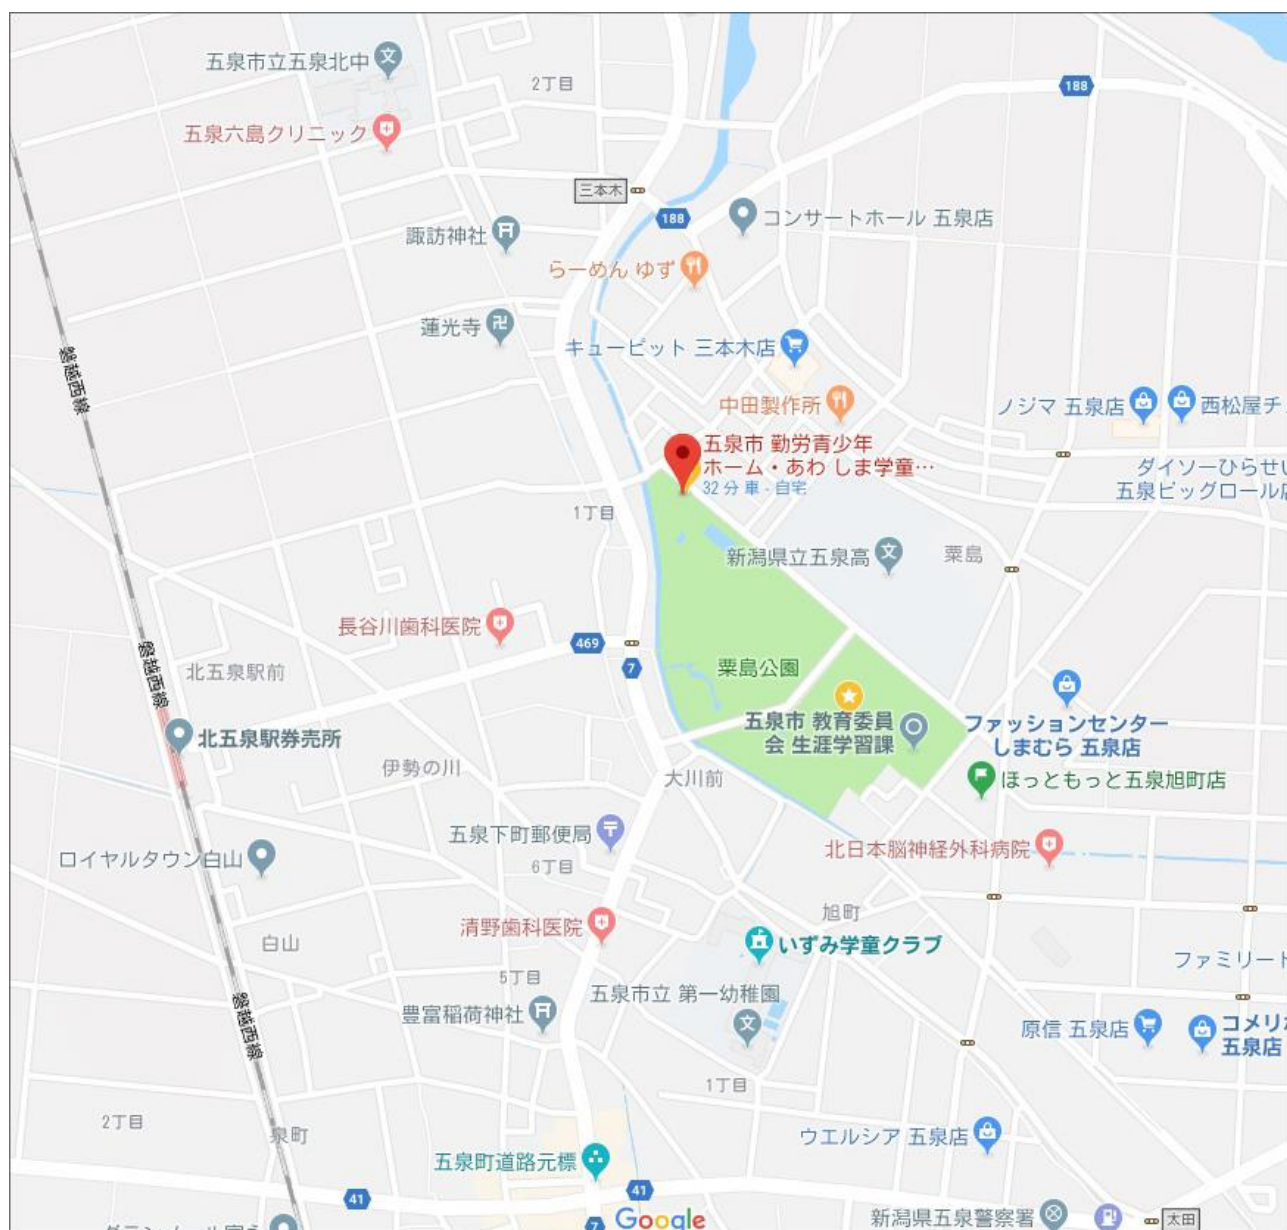 五泉市立五泉北中
2丁目
188
五泉六島クリニック
三本木
188
コンサートホール 五泉店
諏訪神社
らーめん ゆず
蓮光寺
キューピット 三本木店
磐越西線
中田製作所
ノジマ 五泉店
西松屋チ
五泉市 勤労青少年
ホーム・あわ しま学童…
32 分 車 - 自宅
ダイソーひらせい
五泉ビッグロール店
1丁目
新潟県立五泉高
粟島
長谷川歯科医院
469
7
磐越西線
北五泉駅前
粟島公園
北五泉駅券売所
五泉市 教育委員
会 生涯学習課
ファッションセンター
しまむら 五泉店
伊勢の川
大川前
ほっともっと五泉旭町店
五泉下町郵便局
ロイヤルタウン白山
6丁目
北日本脳神経外科病院
清野歯科医院
旭町
白山
いずみ学童クラブ
ファミリート
5丁目
五泉市立 第一幼稚園
磐越西線
豊富稲荷神社
原信 五泉店
コメリホ
五泉店
1丁目
2丁目
泉町
ウエルシア 五泉店
五泉町道路元標
41
41
7
Google
新潟県五泉警察署
太田